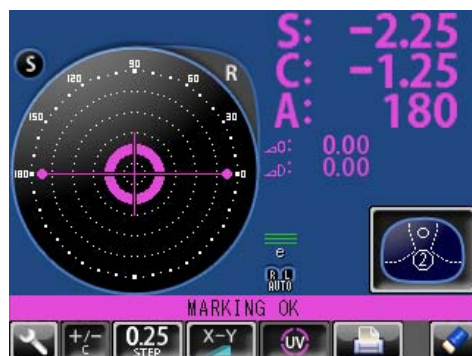 S: -2.25
C: -1.25
A: 180
S
R
90
120
60
150
30
180
0
⊿O: 0.00
⊿D: 0.00
e
R L
AUTO
2
MARKING OK
+/-
C
0.25
STEP
X-Y
UV